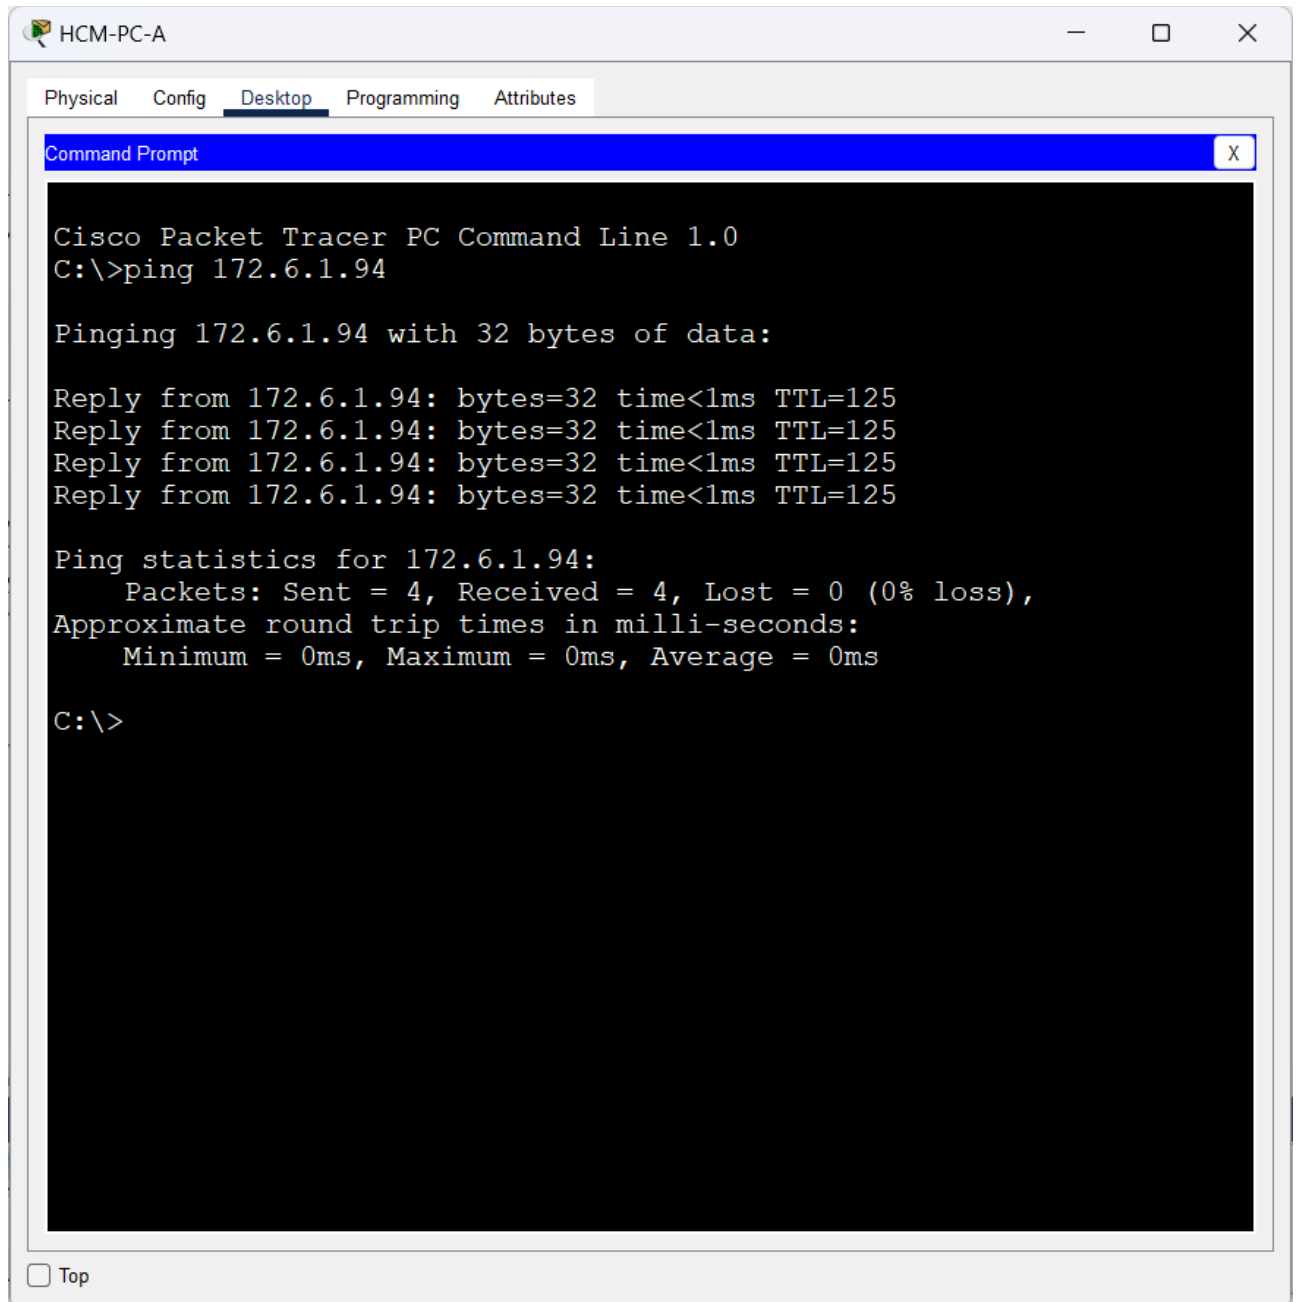 HCM-PC-A
Physical Config Desktop Programming Attributes
Command Prompt X
Cisco Packet Tracer PC Command Line 1.0
C:\>ping 172.6.1.94
Pinging 172.6.1.94 with 32 bytes of data:
Reply from 172.6.1.94: bytes=32 time<1ms TTL=125
Reply from 172.6.1.94: bytes=32 time<1ms TTL=125
Reply from 172.6.1.94: bytes=32 time<1ms TTL=125
Reply from 172.6.1.94: bytes=32 time<1ms TTL=125
Ping statistics for 172.6.1.94:
Packets: Sent = 4, Received = 4, Lost = 0 (0% loss),
Approximate round trip times in milli-seconds:
Minimum = 0ms, Maximum = 0ms, Average = 0ms
C:\>
Top